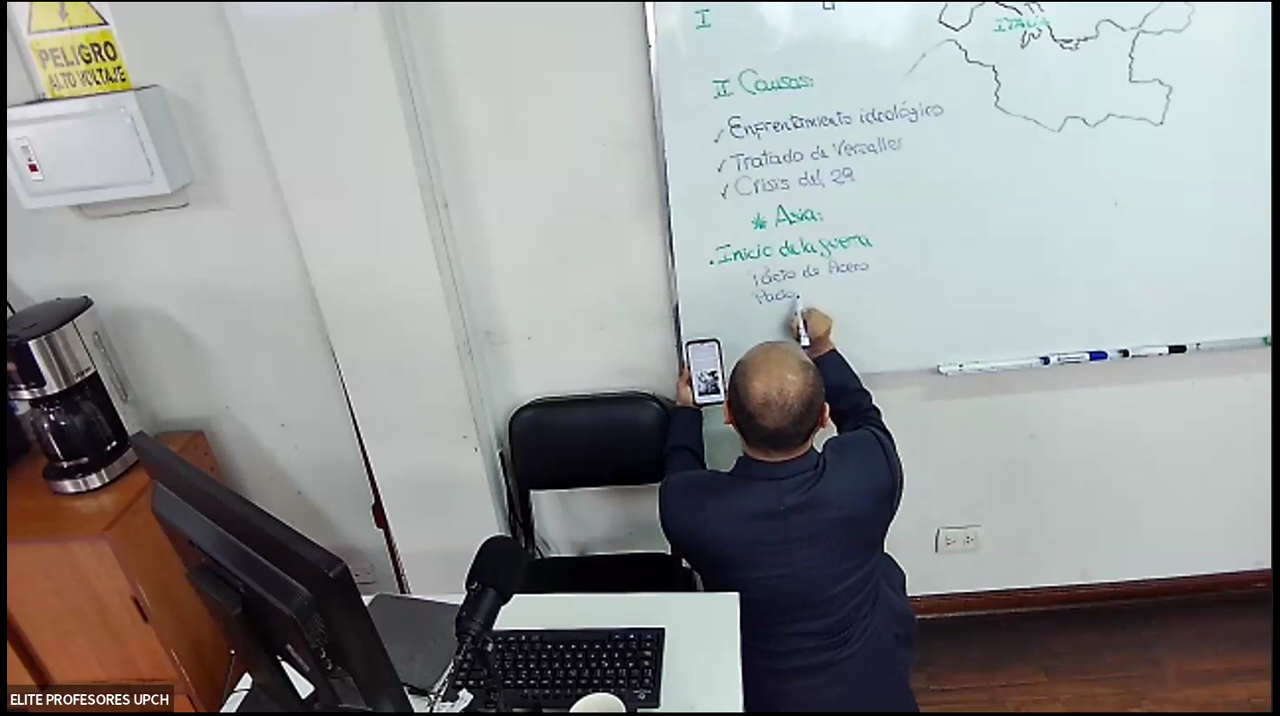 PELIGRO
ALTO VOLTAJE
I
ITALIA
II Causas:
✓ Enfrentamiento ideológico
✓ Tratado de Versalles
✓ Crisis del 29
* Asia:
. Inicio de la guerra
Pacto de Acero
Pacto
ELITE PROFESORES UPCH